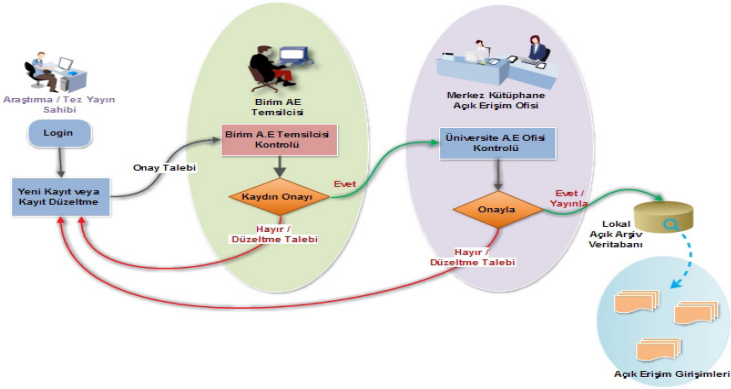 Araştırma / Tez Yayın
Sahibi
Login
Yeni Kayıt veya
Kayıt Düzeltme
Onay Talebi
Birim AE
Temsilcisi
Birim A.E Temsilcisi
Kontrolü
Kaydın Onayı
Evet
Hayır /
Düzeltme Talebi
Merkez Kütüphane
Açık Erişim Ofisi
Üniversite A.E Ofisi
Kontrolü
Onayla
Evet /
Yayınla
Hayır /
Düzeltme Talebi
Lokal
Açık Arşiv
Veritabanı
Açık Erişim Girişimleri